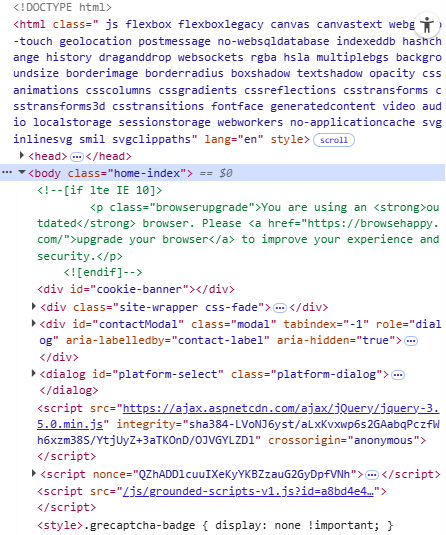 <!DOCTYPE html>
<html class=" js flexbox flexboxlegacy canvas canvastext webg
-touch geolocation postmessage no-websqldatabase indexeddb hashch
ange history draganddrop websockets rgba hsla multiplebgs backgro
undsize borderimage borderradius boxshadow textshadow opacity css
animations csscolumns cssgradients cssreflections csstransforms c
sstransforms3d csstransitions fontface generatedcontent video aud
io localstorage sessionstorage webworkers no-applicationcache svg
inlinesvg smil svgclippaths" lang="en" style> scroll
<head> … </head>
… <body class="home-index"> == $0
<!--[if lte IE 10]>
<p class="browserupgrade">You are using an <strong>ou
tdated</strong> browser. Please <a href="https://browsehappy.
com/">upgrade your browser</a> to improve your experience and
security.</p>
<![endif]-->
<div id="cookie-banner"></div>
<div class="site-wrapper css-fade"> … </div>
<div id="contactModal" class="modal" tabindex="-1" role="dial
og" aria-labelledby="contact-label" aria-hidden="true"> …
</div>
<dialog id="platform-select" class="platform-dialog"> …
</dialog>
<script src="https://ajax.aspnetcdn.com/ajax/jQuery/jquery-3.
5.0.min.js" integrity="sha384-LVoNJ6yst/aLxKvxwp6s2GAabqPczfW
h6xzm38S/YtjUyZ+3aTKOnD/OJVGYLZDl" crossorigin="anonymous">
</script>
<script nonce="QZhADDlcuuIXeKyYKBZzauG2GyDpfVNh"> … </script>
<script src="/js/grounded-scripts-v1.js?id=a8bd4e4…">
</script>
<style>.grecaptcha-badge { display: none !important; }